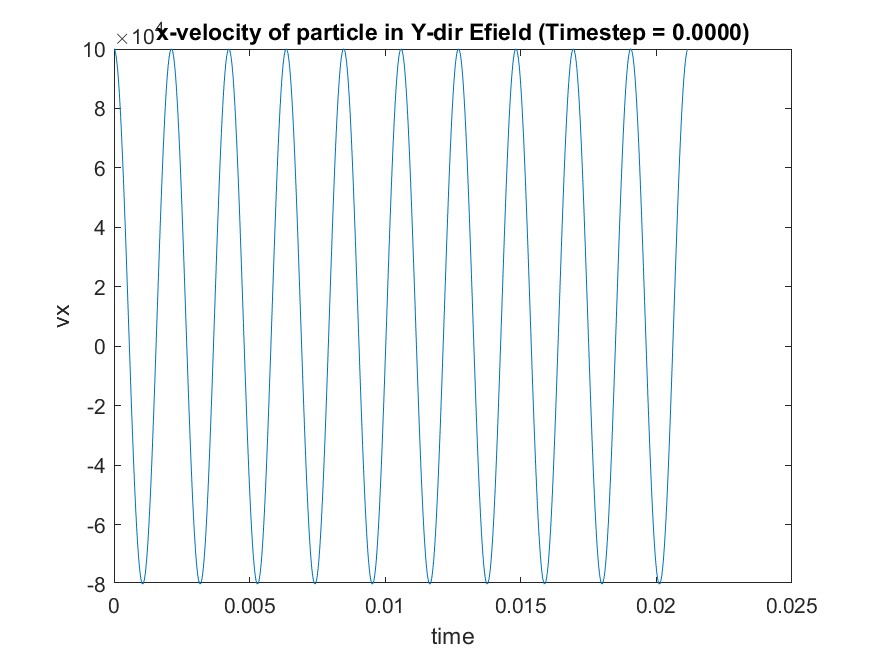 ×10⁴
x-velocity of particle in Y-dir Efield (Timestep = 0.0000)
10
8
6
4
2
0
-2
-4
-6
-8
vx
0 0.005 0.01 0.015 0.02 0.025
time